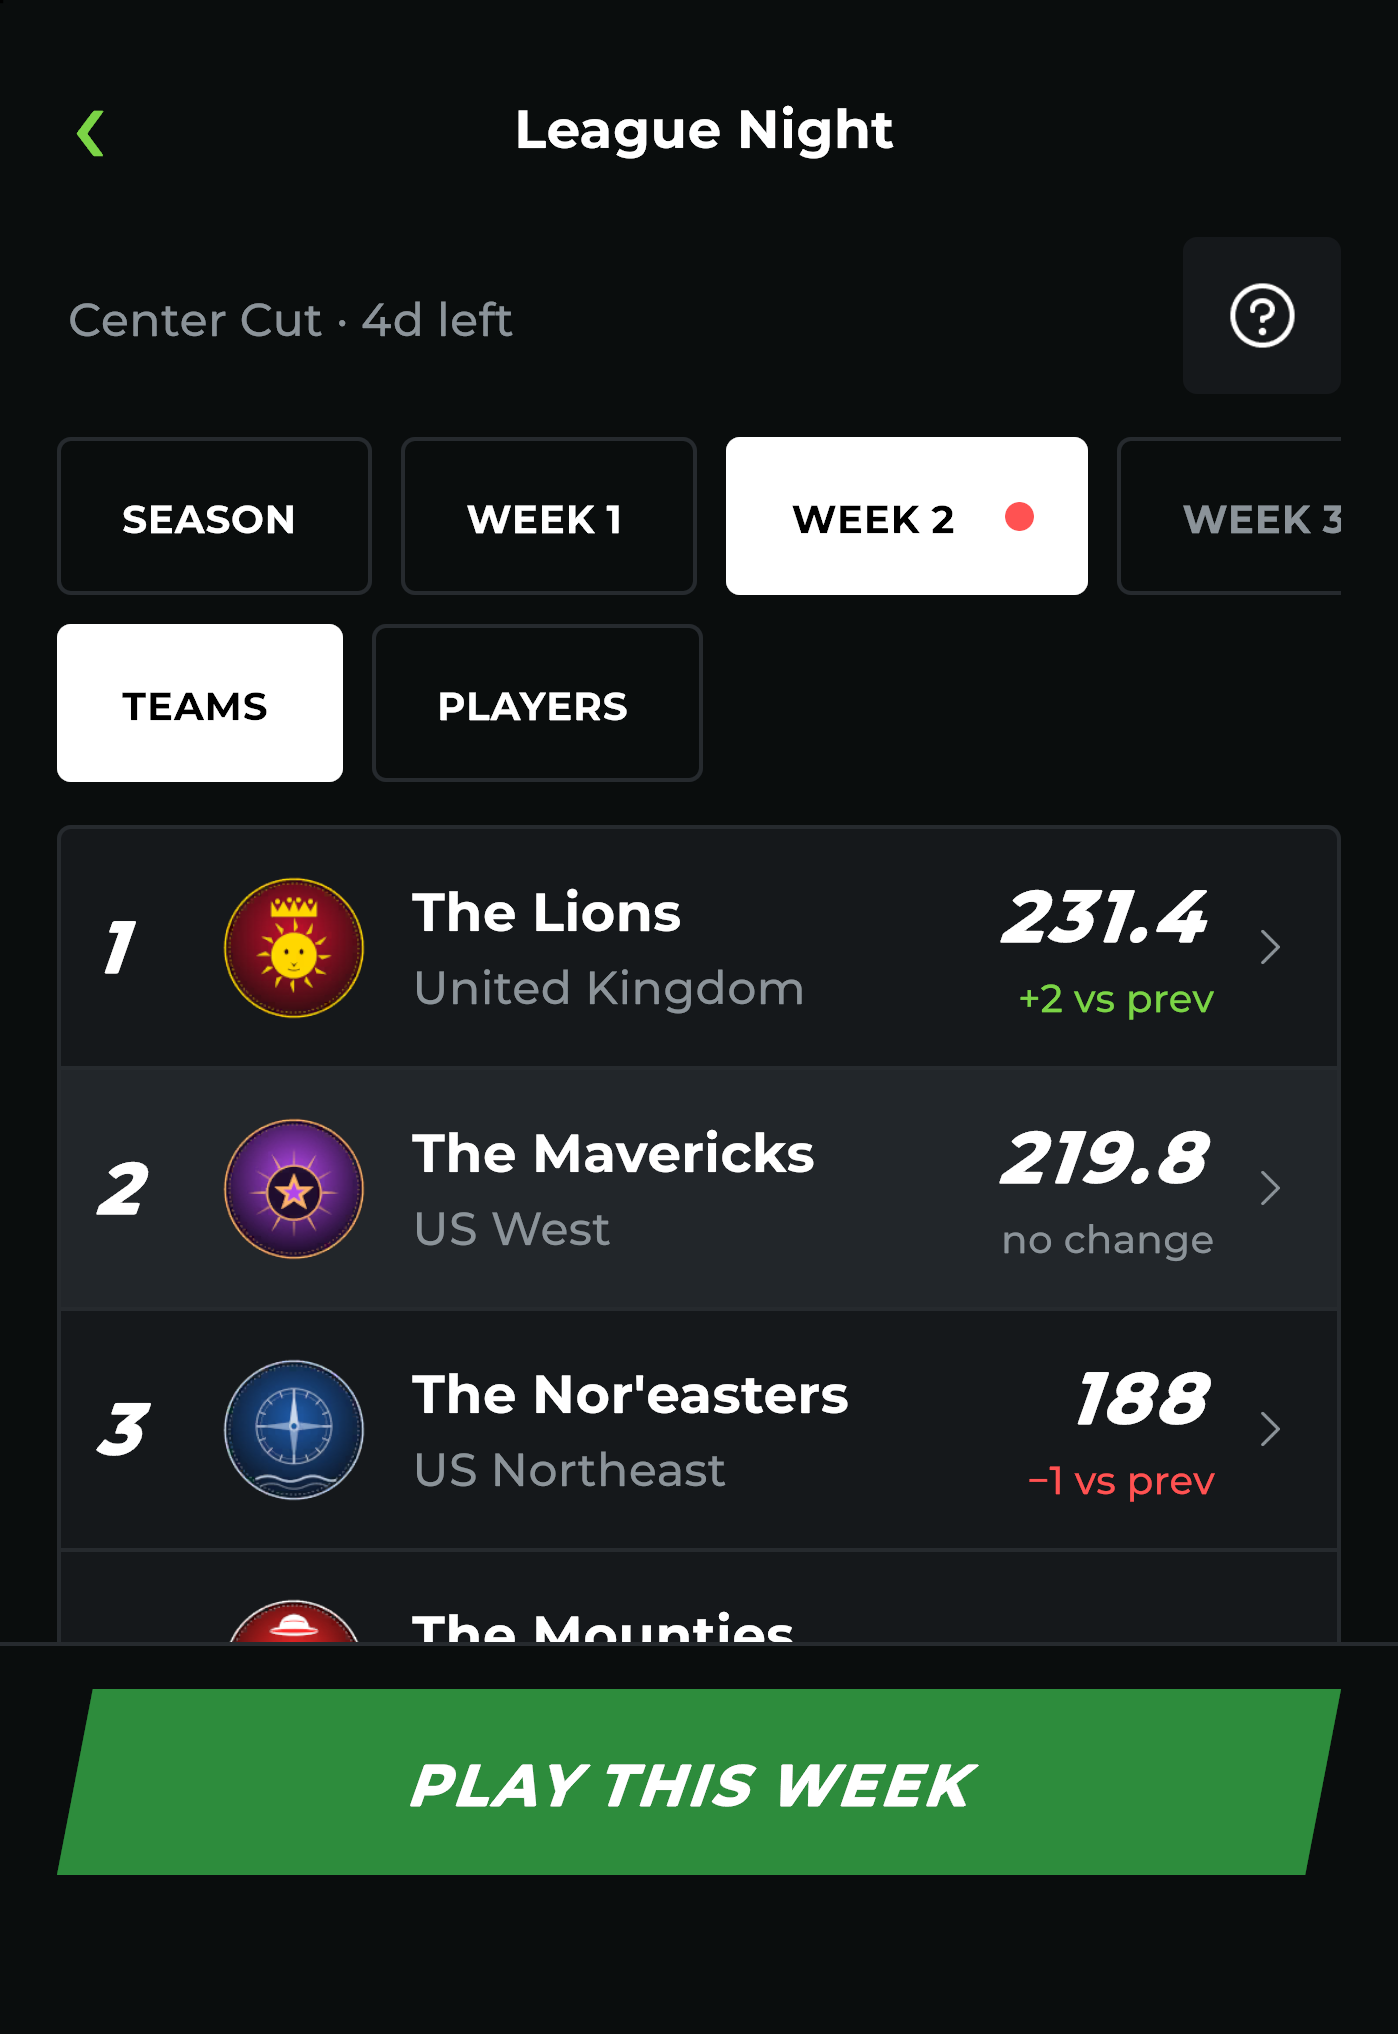 League Night
Center Cut · 4d left
SEASON WEEK 1 WEEK 2 WEEK 3
TEAMS PLAYERS
1 The Lions 231.4
United Kingdom +2 vs prev
2 The Mavericks 219.8
US West no change
3 The Nor'easters 188
US Northeast −1 vs prev
The Mounties
PLAY THIS WEEK